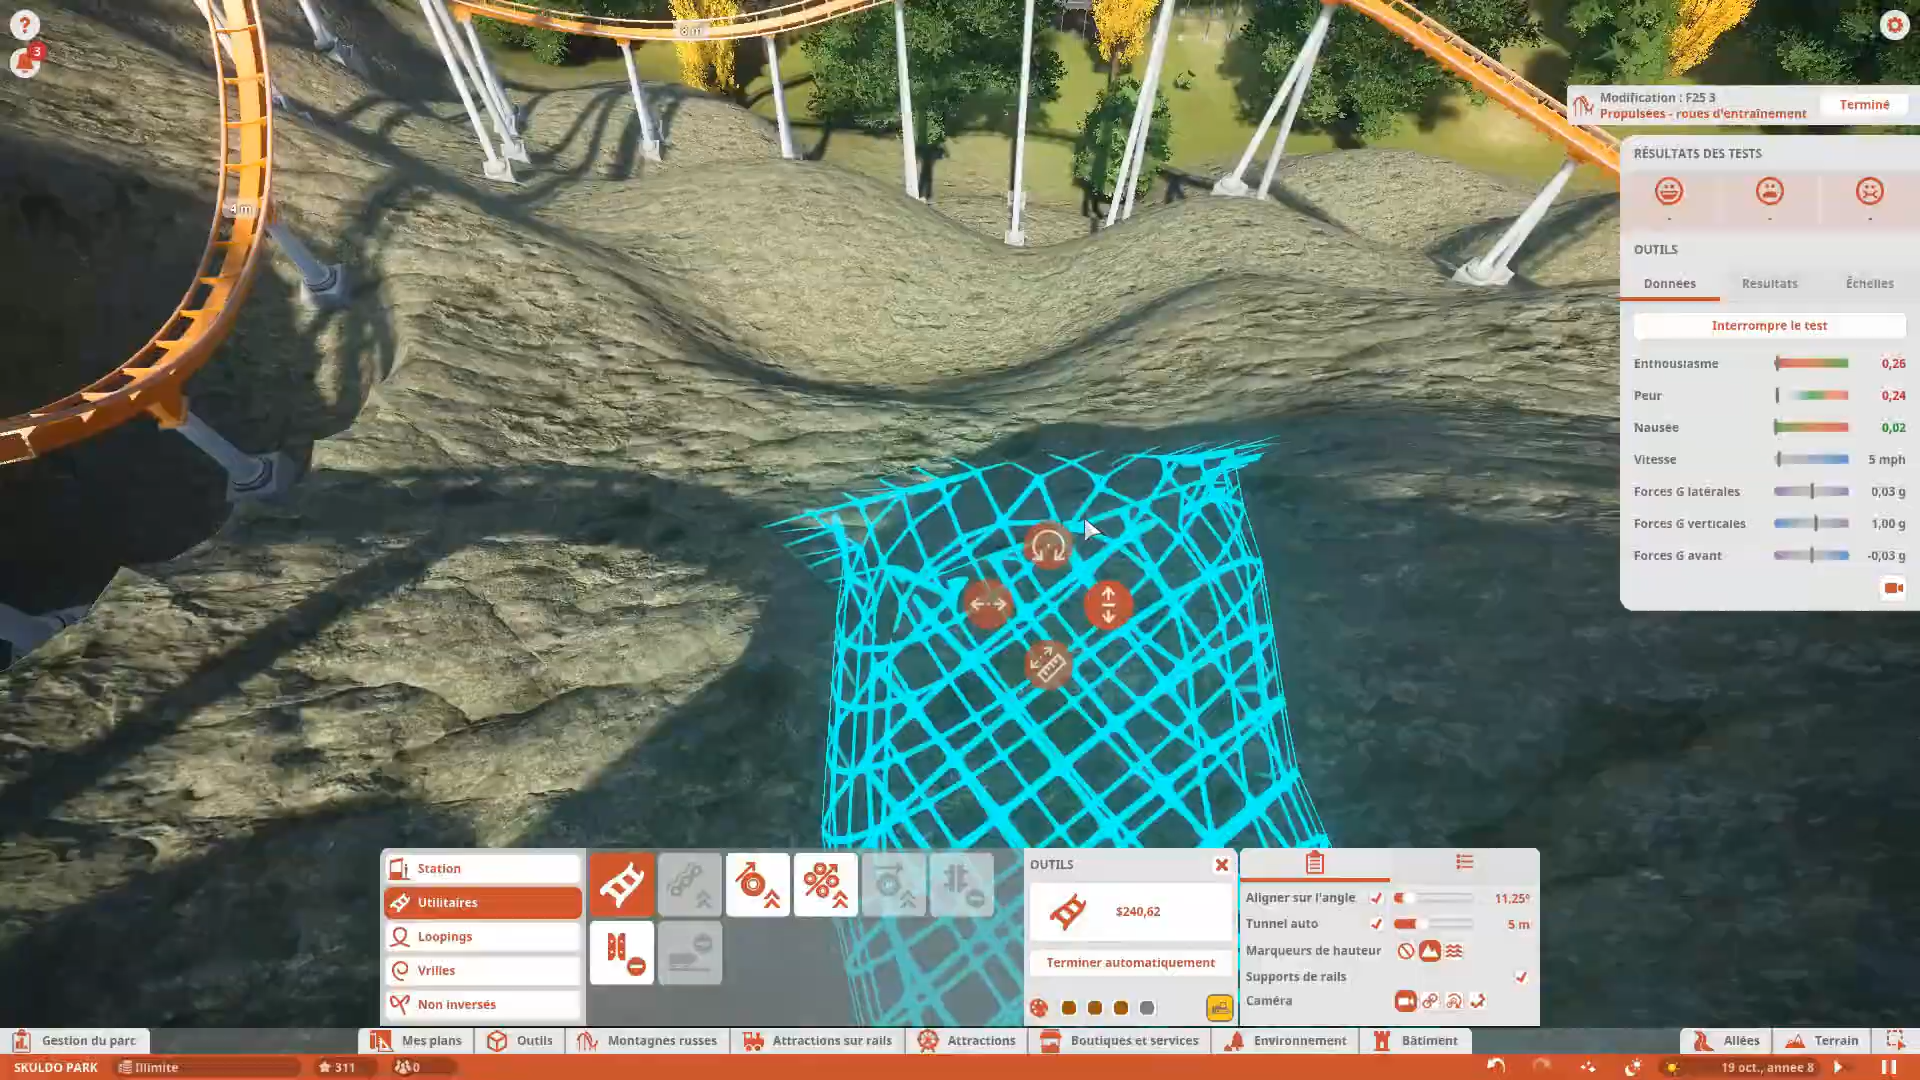 ?
3
8 m
4 m
Modification : F25 3
Propulsées - roues d'entraînement
Terminé
RÉSULTATS DES TESTS
- - -
OUTILS
Données Résultats Échelles
Interrompre le test
Enthousiasme 0,26
Peur 0,24
Nausée 0,02
Vitesse 5 mph
Forces G latérales 0,03 g
Forces G verticales 1,00 g
Forces G avant -0,03 g
Station
Utilitaires
Loopings
Vrilles
Non inversés
OUTILS
$240,62
Terminer automatiquement
Aligner sur l'angle 11.25°
Tunnel auto 5 m
Marqueurs de hauteur
Supports de rails
Caméra
Gestion du parc Mes plans Outils Montagnes russes Attractions sur rails Attractions Boutiques et services Environnement Bâtiment Allées Terrain
SKULDO PARK Illimité 311 0 19 oct., année 8